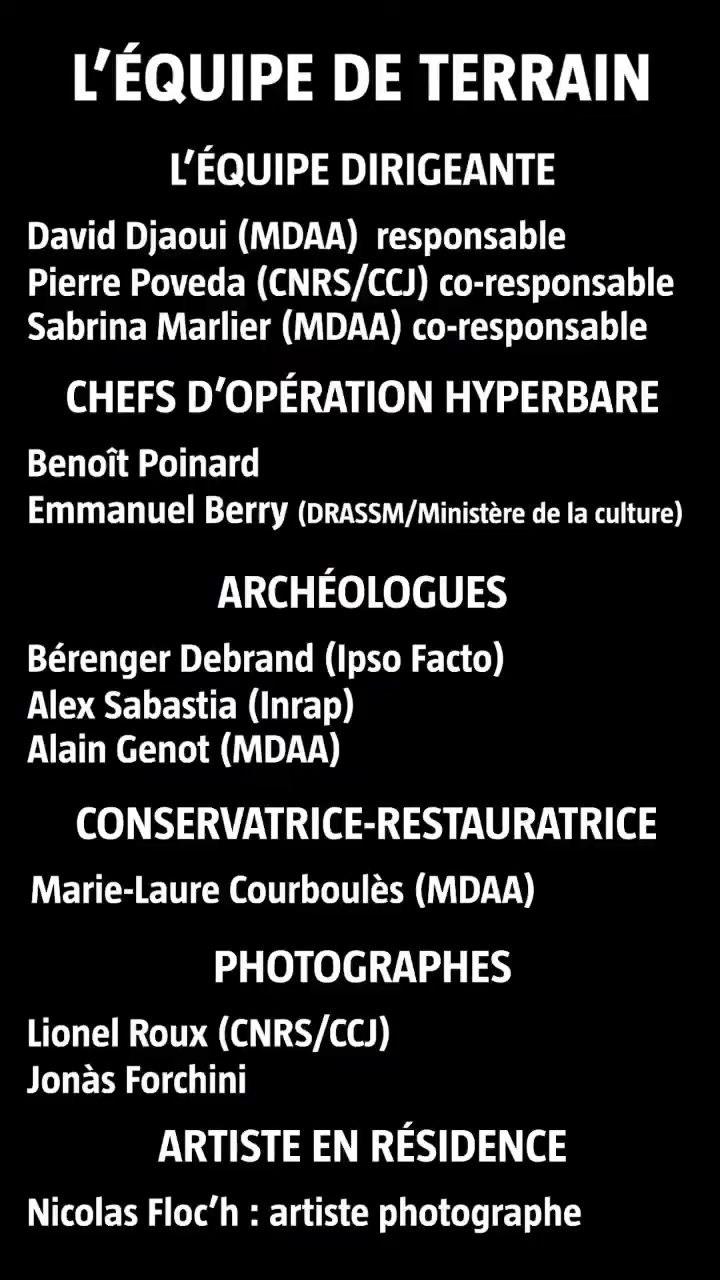 L'ÉQUIPE DE TERRAIN
L'ÉQUIPE DIRIGEANTE
David Djaoui (MDAA) responsable
Pierre Poveda (CNRS/CCJ) co-responsable
Sabrina Marlier (MDAA) co-responsable
CHEFS D'OPÉRATION HYPERBARE
Benoît Poinard
Emmanuel Berry (DRASSM/Ministère de la culture)
ARCHÉOLOGUES
Bérenger Debrand (Ipso Facto)
Alex Sabastia (Inrap)
Alain Genot (MDAA)
CONSERVATRICE-RESTAURATRICE
Marie-Laure Courboulès (MDAA)
PHOTOGRAPHES
Lionel Roux (CNRS/CCJ)
Jonàs Forchini
ARTISTE EN RÉSIDENCE
Nicolas Floc'h : artiste photographe